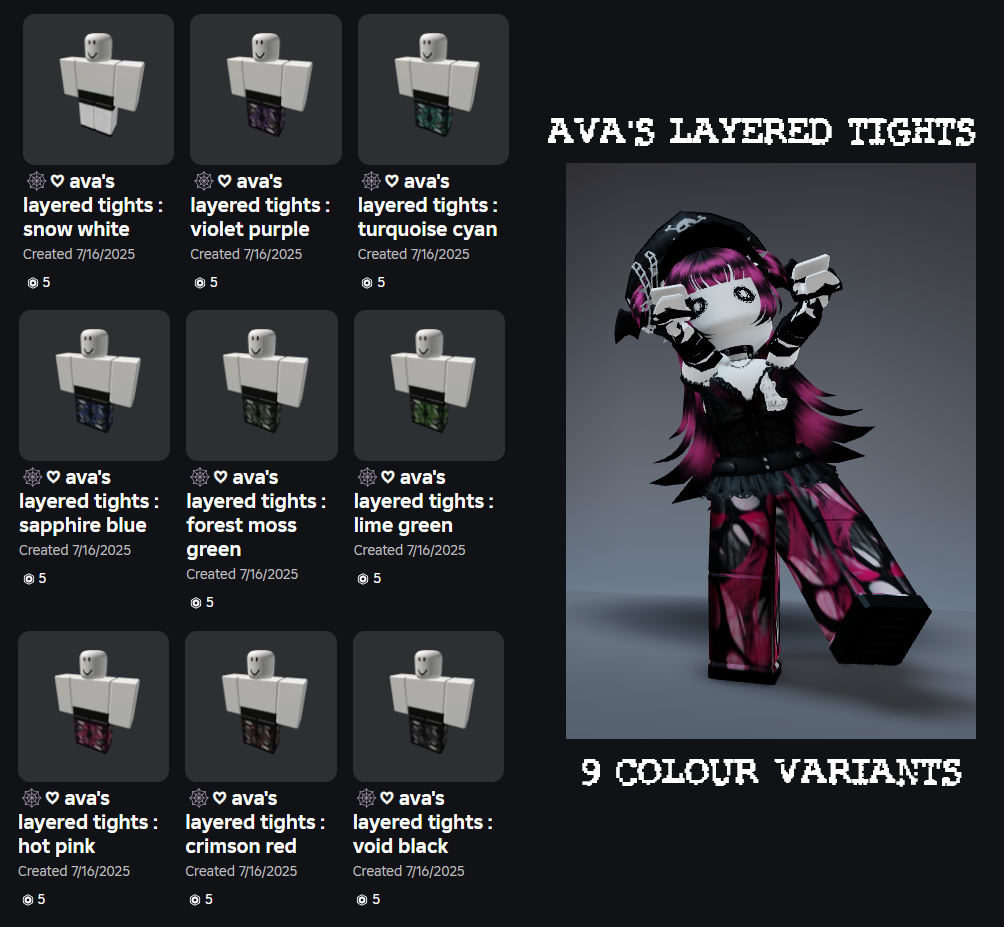 🕸️ ♡ ava's
layered tights :
snow white
Created 7/16/2025
5
🕸️ ♡ ava's
layered tights :
violet purple
Created 7/16/2025
5
🕸️ ♡ ava's
layered tights :
turquoise cyan
Created 7/16/2025
5
🕸️ ♡ ava's
layered tights :
sapphire blue
Created 7/16/2025
5
🕸️ ♡ ava's
layered tights :
forest moss
green
Created 7/16/2025
5
🕸️ ♡ ava's
layered tights :
lime green
Created 7/16/2025
5
🕸️ ♡ ava's
layered tights :
hot pink
Created 7/16/2025
5
🕸️ ♡ ava's
layered tights :
crimson red
Created 7/16/2025
5
🕸️ ♡ ava's
layered tights :
void black
Created 7/16/2025
5
AVA'S LAYERED TIGHTS
9 COLOUR VARIANTS